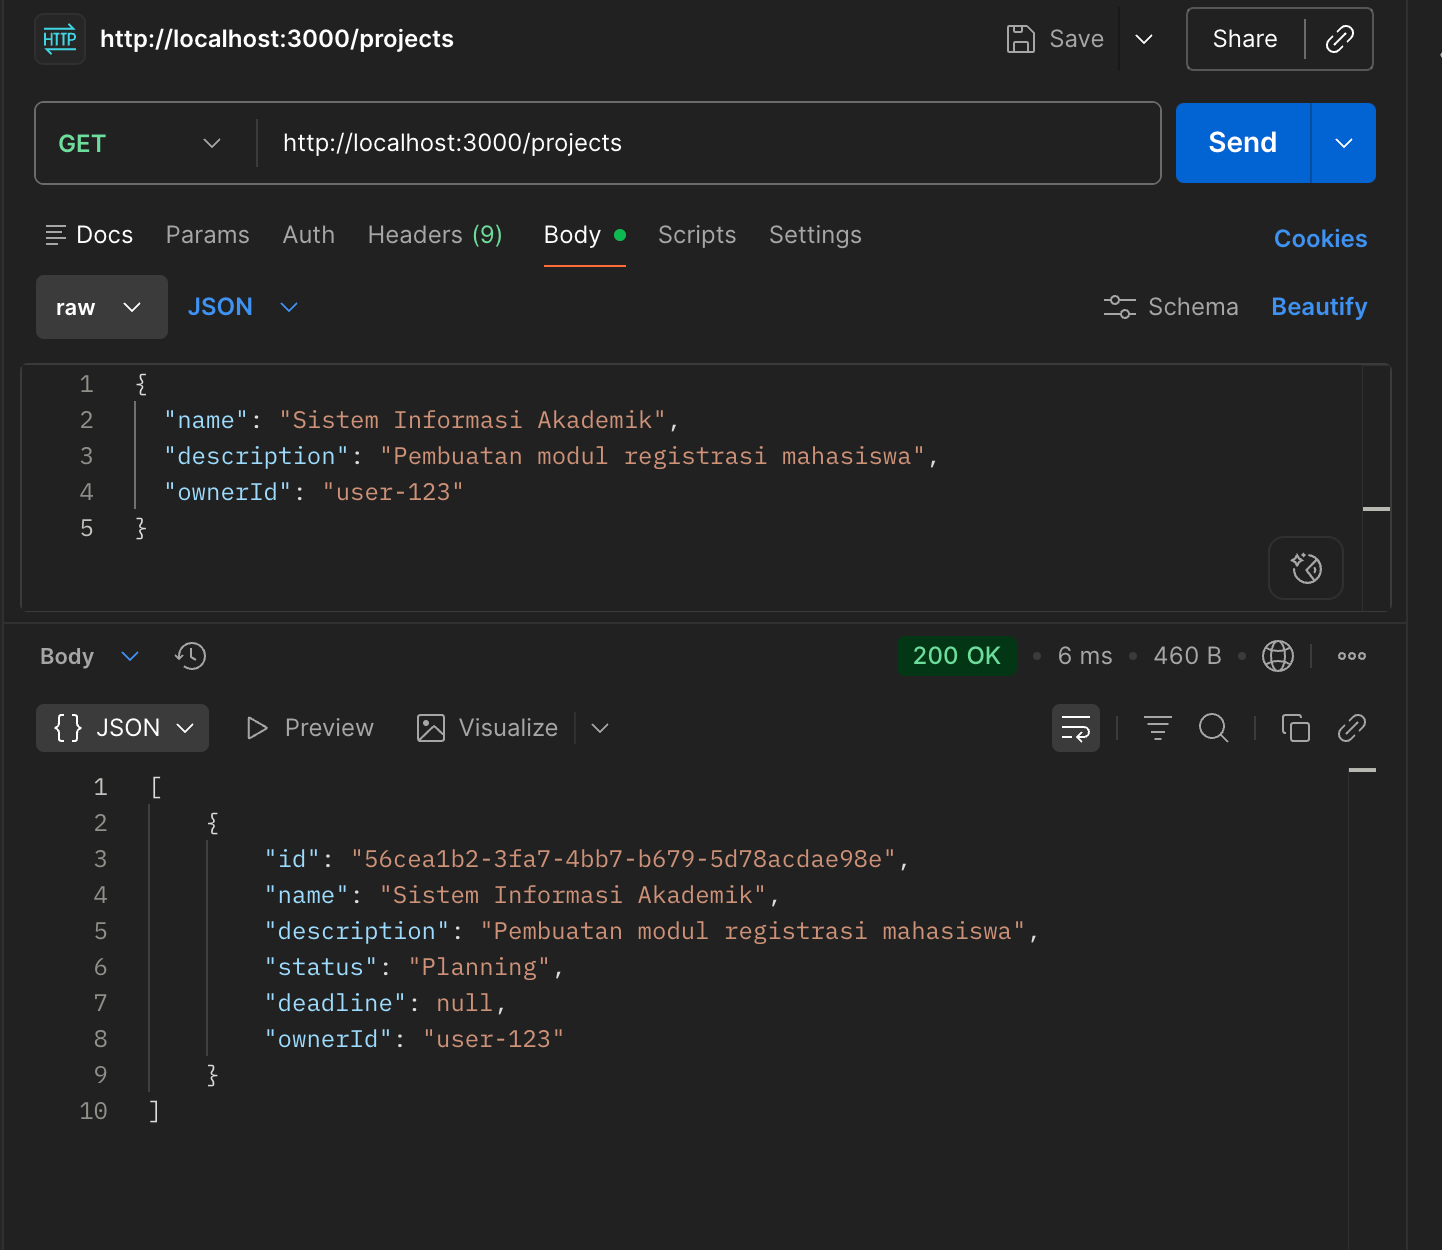 HTTP http://localhost:3000/projects Save Share
GET http://localhost:3000/projects Send
Docs Params Auth Headers (9) Body Scripts Settings Cookies
raw JSON Schema Beautify
1 {
2 "name": "Sistem Informasi Akademik",
3 "description": "Pembuatan modul registrasi mahasiswa",
4 "ownerId": "user-123"
5 }
Body 200 OK • 6 ms • 460 B •
{} JSON Preview Visualize
1 [
2 {
3 "id": "56cea1b2-3fa7-4bb7-b679-5d78acdae98e",
4 "name": "Sistem Informasi Akademik",
5 "description": "Pembuatan modul registrasi mahasiswa",
6 "status": "Planning",
7 "deadline": null,
8 "ownerId": "user-123"
9 }
10 ]